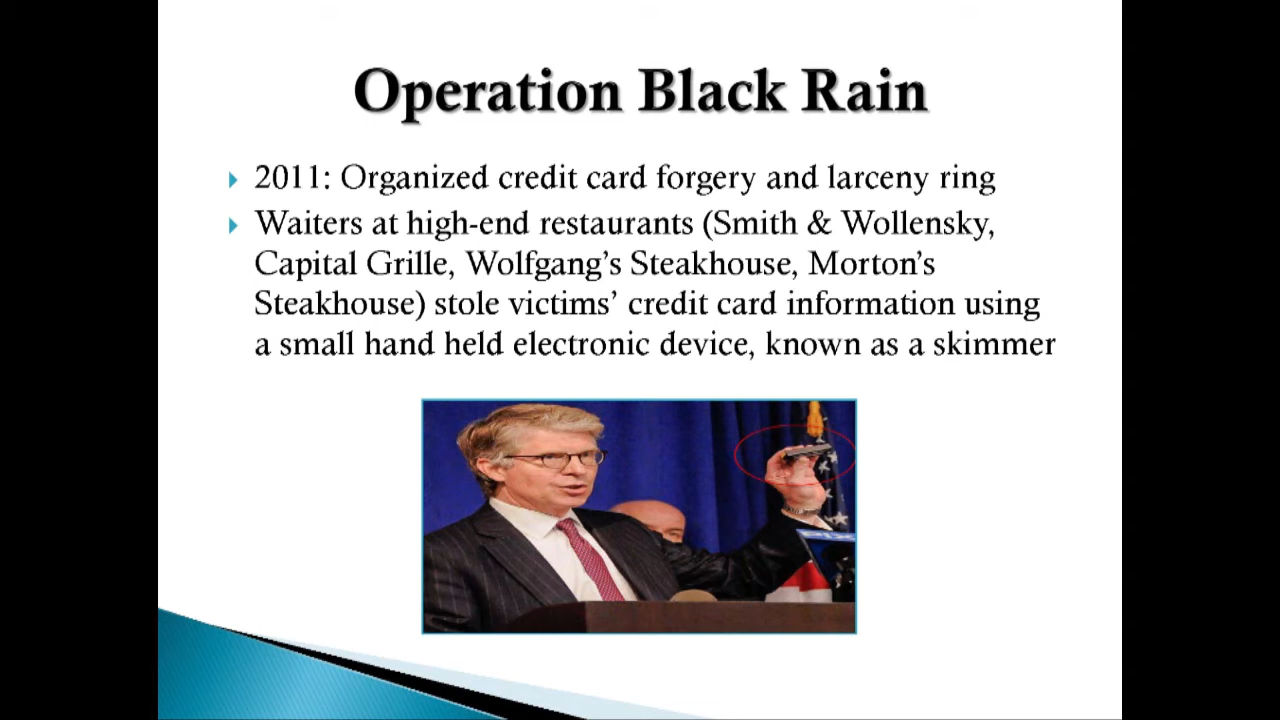 Operation Black Rain
2011: Organized credit card forgery and larceny ring
Waiters at high-end restaurants (Smith & Wollensky,
Capital Grille, Wolfgang’s Steakhouse, Morton’s
Steakhouse) stole victims’ credit card information using
a small hand held electronic device, known as a skimmer